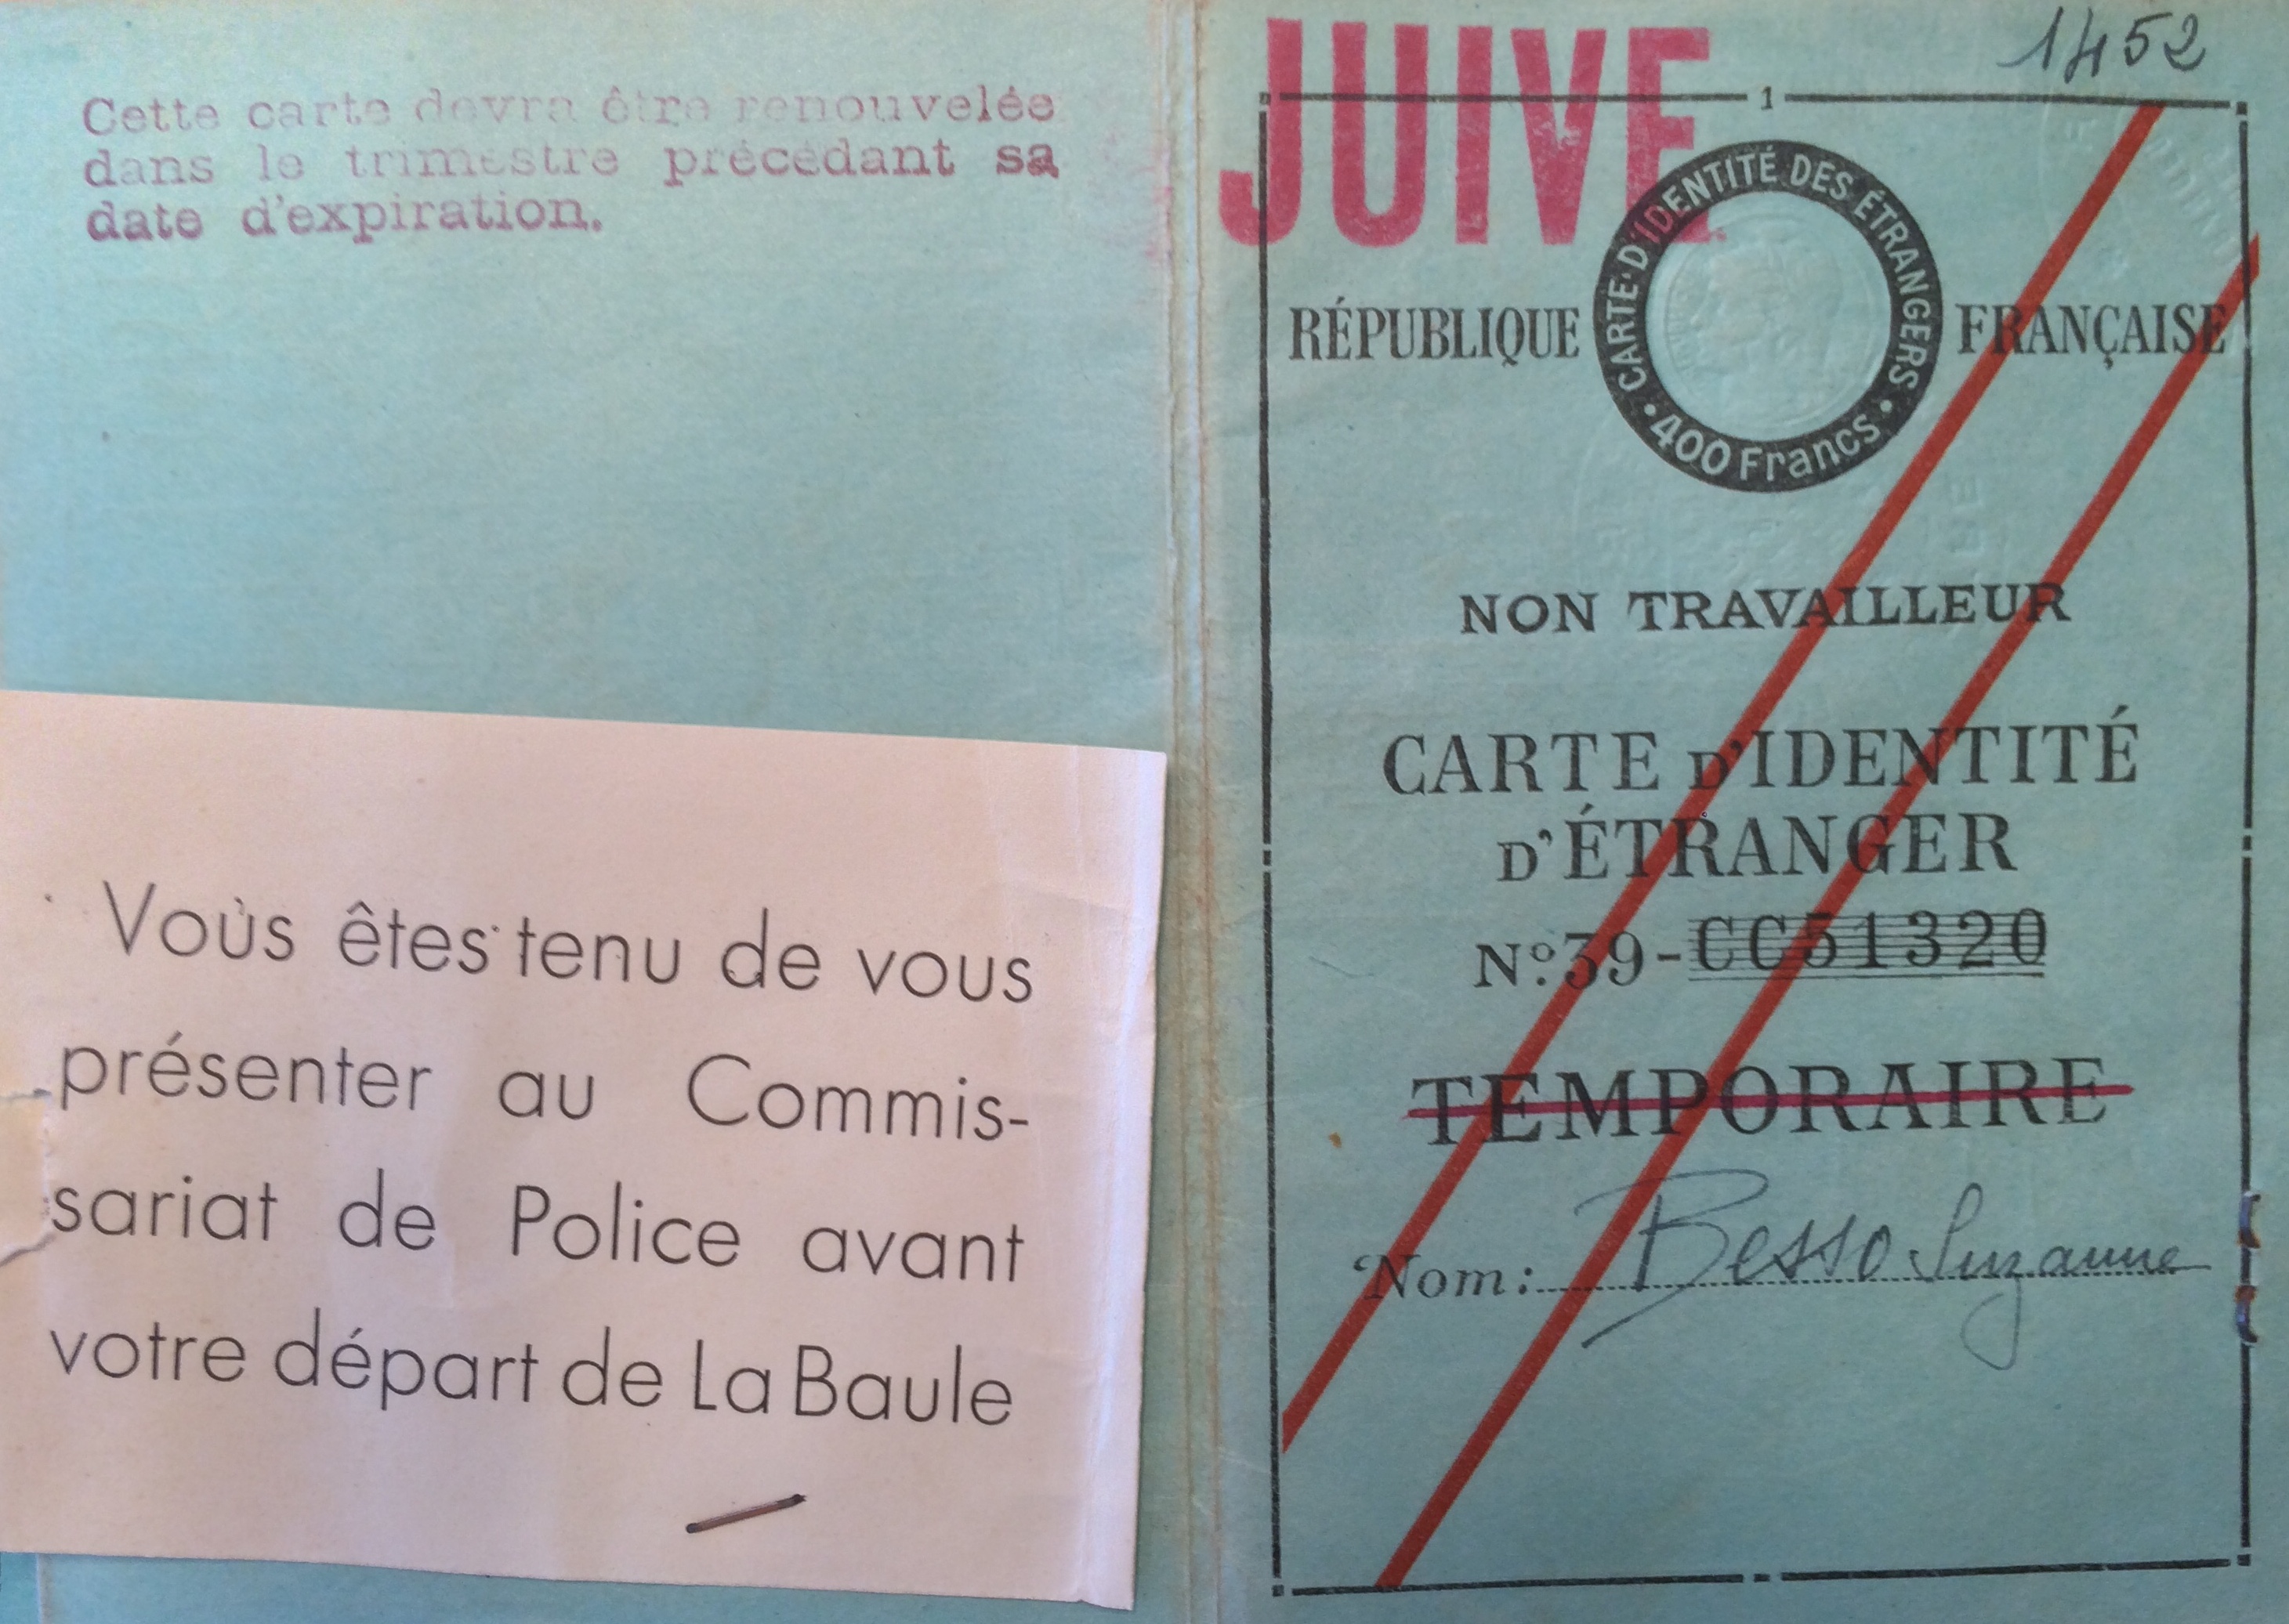 Cette carte devra être renouvelée
dans le trimestre précédant sa
date d'expiration.
Vous êtes tenu de vous
présenter au Commis-
sariat de Police avant
votre départ de La Baule
1452
JUIVE
1
RÉPUBLIQUE FRANÇAISE
CARTE D'IDENTITÉ DES ÉTRANGERS
400 Francs
NON TRAVAILLEUR
CARTE D'IDENTITÉ
D'ÉTRANGER
No: 39-CC51320
TEMPORAIRE
Nom: Besso Suzanne